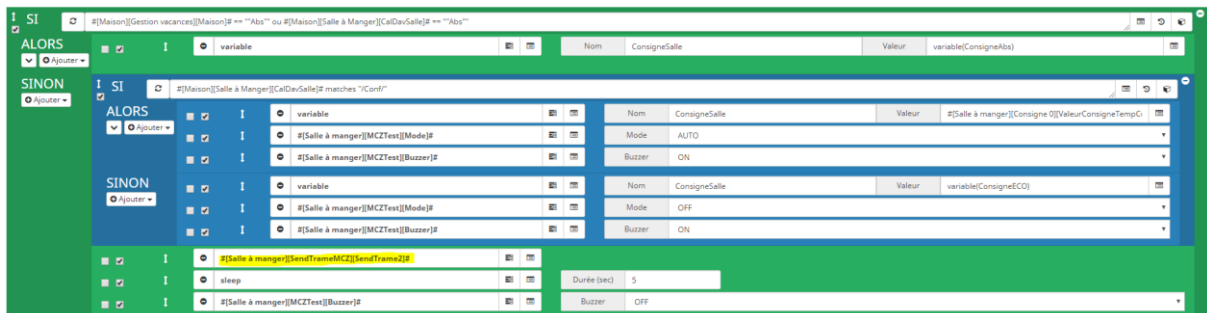 SI #[Maison][Gestion vacances][Maison]# == ""Abs"" ou #[Maison][Salle à Manger][CalDavSalle]# == ""Abs""
ALORS variable Nom ConsigneSalle Valeur variable(ConsigneAbs)
Ajouter
SINON SI #[Maison][Salle à Manger][CalDavSalle]# matches "/Conf/"
Ajouter
ALORS variable Nom ConsigneSalle Valeur #[Salle à manger][Consigne 0][ValeurConsigneTempC
Ajouter #[Salle à manger][MCZTest][Mode]# Mode AUTO
#[Salle à manger][MCZTest][Buzzer]# Buzzer ON
SINON variable Nom ConsigneSalle Valeur variable(ConsigneECO)
Ajouter #[Salle à manger][MCZTest][Mode]# Mode OFF
#[Salle à manger][MCZTest][Buzzer]# Buzzer ON
#[Salle à manger][SendTrameMCZ][SendTrame2]#
sleep Durée (sec) 5
#[Salle à manger][MCZTest][Buzzer]# Buzzer OFF